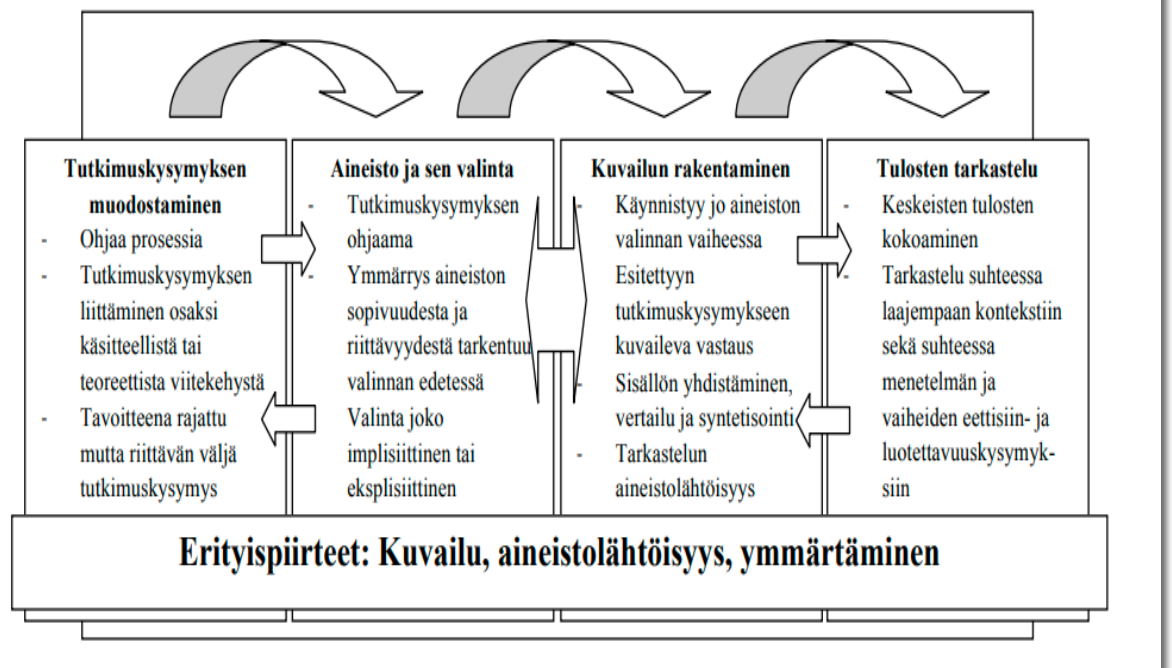 Tutkimuskysymyksen
muodostaminen
- Ohjaa prosessia
- Tutkimuskysymyksen
liittäminen osaksi
käsitteellistä tai
teoreettista viitekehystä
- Tavoitteena rajattu
mutta riittävän väljä
tutkimuskysymys
Aineisto ja sen valinta
- Tutkimuskysymyksen
ohjaama
- Ymmärrys aineiston
sopivuudesta ja
riittävyydestä tarkentuu
valinnan edetessä
- Valinta joko
implisiittinen tai
eksplisiittinen
Kuvailun rakentaminen
- Käynnistyy jo aineiston
valinnan vaiheessa
Esitettyyn
tutkimuskysymykseen
kuvaileva vastaus
- Sisällön yhdistäminen,
vertailu ja syntetisointi
- Tarkastelun
aineistolähtöisyys
Tulosten tarkastelu
- Keskeisten tulosten
kokoaminen
- Tarkastelu suhteessa
laajempaan kontekstiin
sekä suhteessa
menetelmän ja
vaiheiden eettisiin- ja
luotettavuuskysymyk-
siin
Erityispiirteet: Kuvailu, aineistolähtöisyys, ymmärtäminen